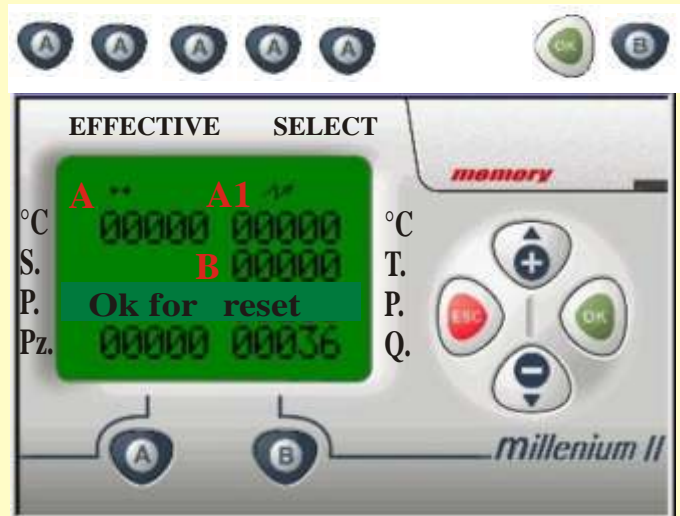 A A A A A OK B
EFFECTIVE SELECT
memory
A A1
°C 00000 00000 °C
S. B 00000 T.
P. Ok for reset P.
Pz. 00000 00036 Q.
+
ESC OK
-
A B
millenium II